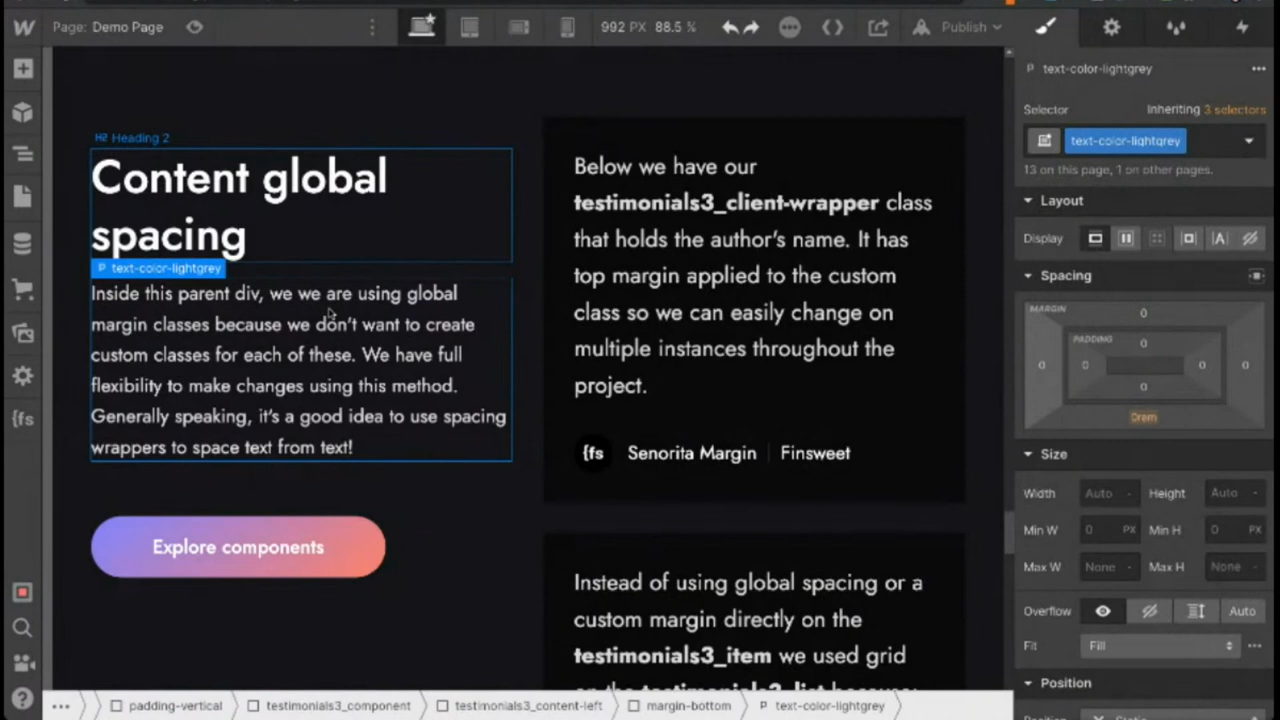 Page: Demo Page
992 PX 88.5 %
Publish
P text-color-lightgrey
Selector
Inheriting 3 selectors
text-color-lightgrey
13 on this page, 1 on other pages.
Layout
Display
Spacing
MARGIN
0
PADDING
0
0
0
0
0
0
0rem
Size
Width
Auto
-
Height
Auto
-
Min W
0
PX
Min H
0
PX
Max W
None
-
Max H
None
-
Overflow
Auto
Fit
Fill
Position
{fs
H2 Heading 2
Content global
spacing
P text-color-lightgrey
Inside this parent div, we we are using global
margin classes because we don't want to create
custom classes for each of these. We have full
flexibility to make changes using this method.
Generally speaking, it's a good idea to use spacing
wrappers to space text from text!
Explore components
Below we have our
testimonials3_client-wrapper class
that holds the author's name. It has
top margin applied to the custom
class so we can easily change on
multiple instances throughout the
project.
{fs Senorita Margin Finsweet
Instead of using global spacing or a
custom margin directly on the
testimonials3_item we used grid
on the testimonials3_list because
padding-vertical
testimonials3_component
testimonials3_content-left
margin-bottom
P text-color-lightgrey